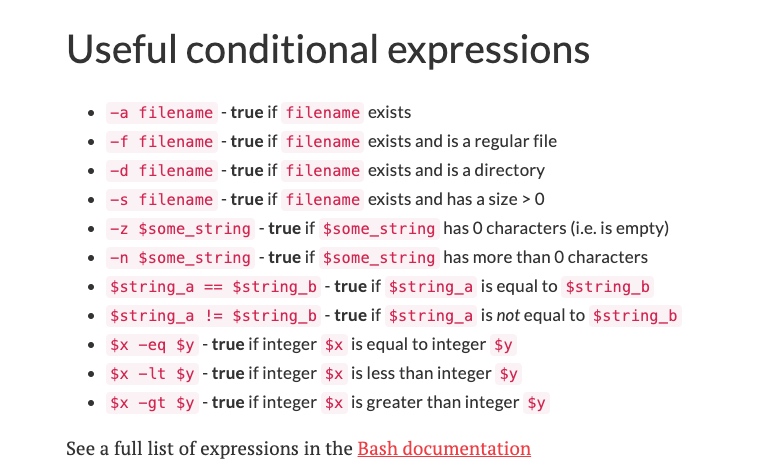 Useful conditional expressions
-a filename - true if filename exists
-f filename - true if filename exists and is a regular file
-d filename - true if filename exists and is a directory
-s filename - true if filename exists and has a size > 0
-z $some_string - true if $some_string has 0 characters (i.e. is empty)
-n $some_string - true if $some_string has more than 0 characters
$string_a == $string_b - true if $string_a is equal to $string_b
$string_a != $string_b - true if $string_a is not equal to $string_b
$x -eq $y - true if integer $x is equal to integer $y
$x -lt $y - true if integer $x is less than integer $y
$x -gt $y - true if integer $x is greater than integer $y
See a full list of expressions in the Bash documentation